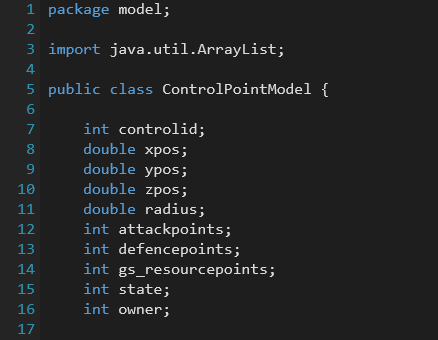 1 package model;
2
3 import java.util.ArrayList;
4
5 public class ControlPointModel {
6
7 int controlid;
8 double xpos;
9 double ypos;
10 double zpos;
11 double radius;
12 int attackpoints;
13 int defencepoints;
14 int gs_resourcepoints;
15 int state;
16 int owner;
17